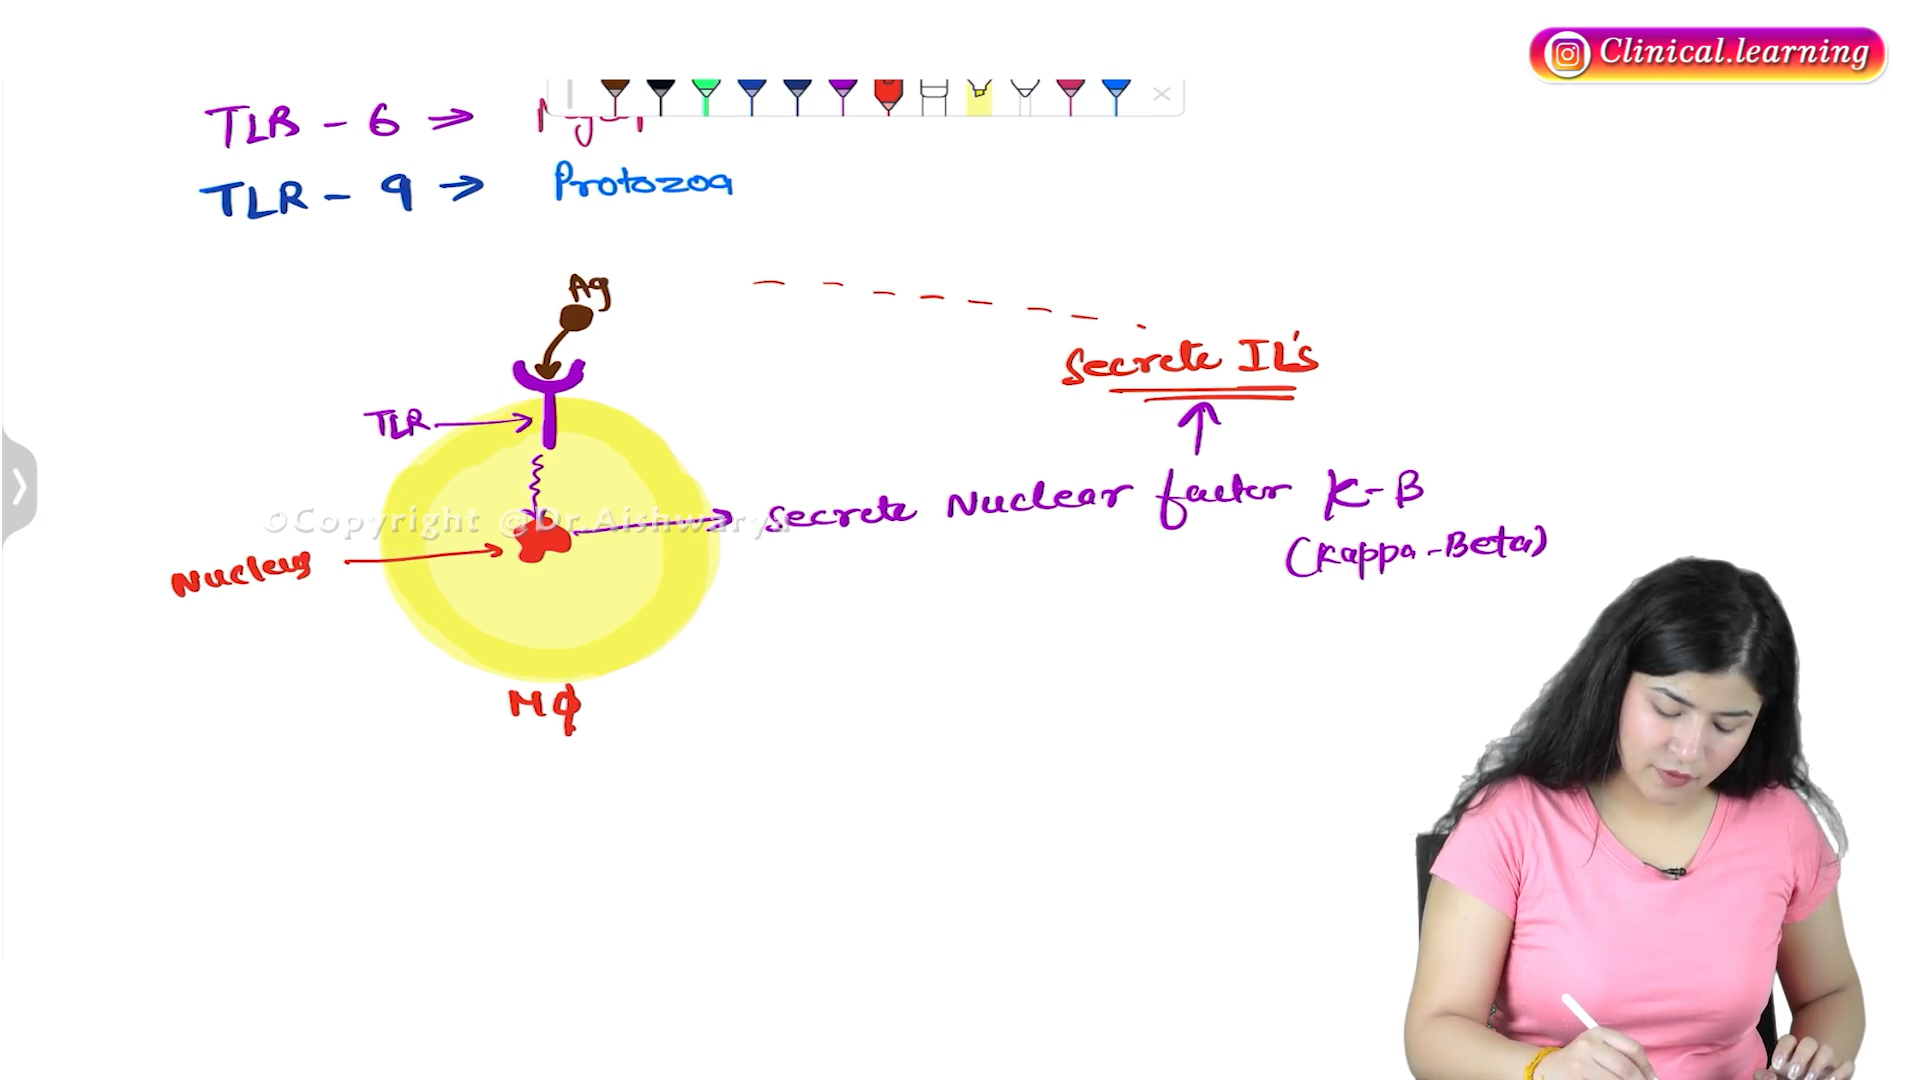 Clinical.learning
TLR - 6 →
TLR - 9 → Protozoa
Ag
Secrete IL's
TLR
Secrete Nuclear factor K-B
©Copyright @Dr.Aishwarya
(Kappa-Beta)
Nucleus
Mϕ